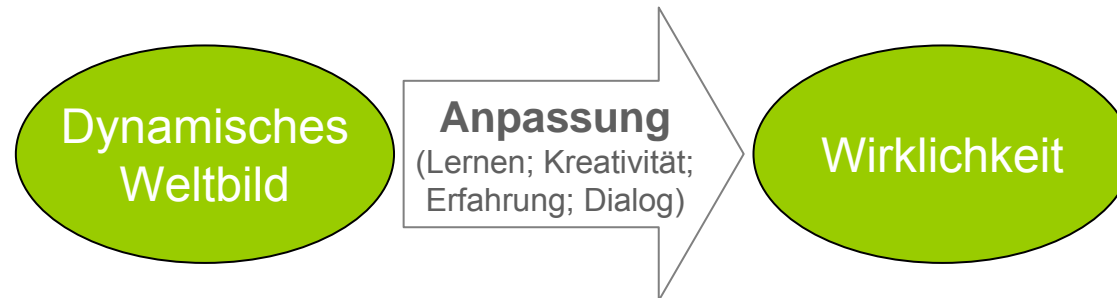 Dynamisches
Weltbild
Anpassung
(Lernen; Kreativität;
Erfahrung; Dialog)
Wirklichkeit